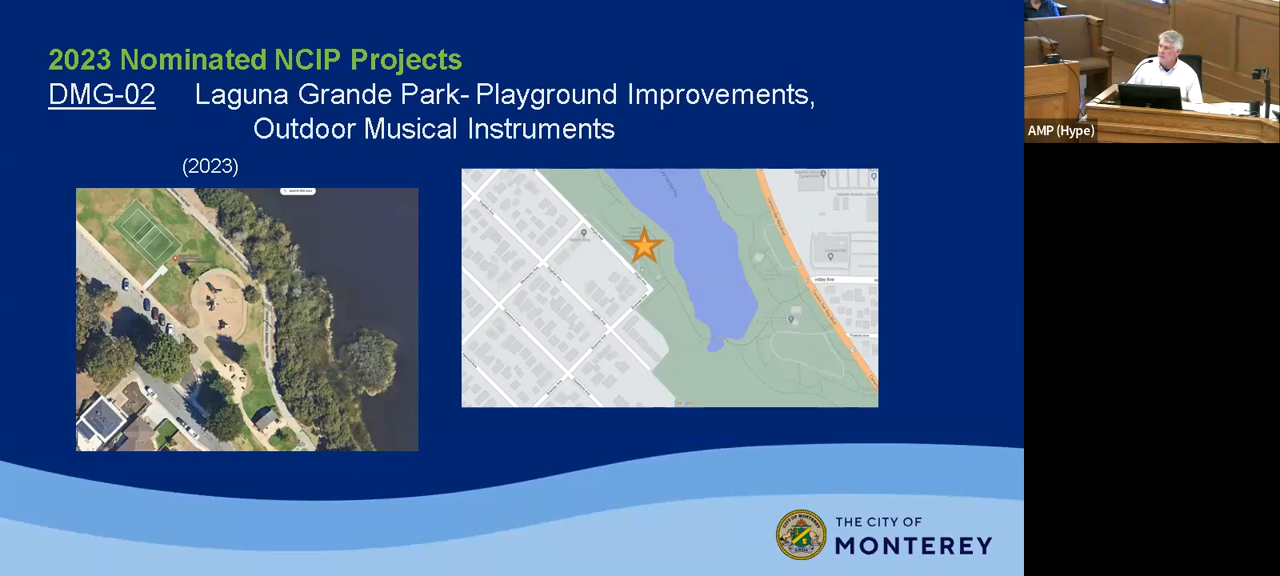 2023 Nominated NCIP Projects
DMG-02 Laguna Grande Park- Playground Improvements,
Outdoor Musical Instruments
(2023)
AMP (Hype)
THE CITY OF
MONTEREY